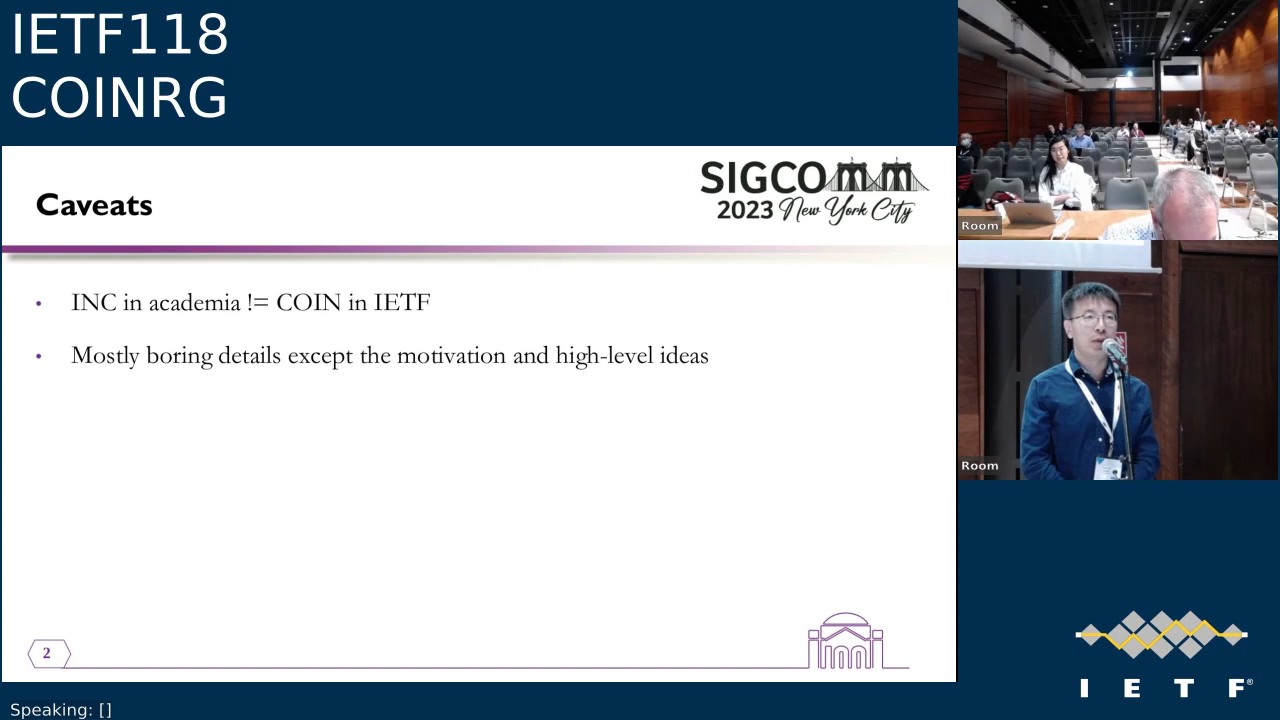 IETF118
COINRG
SIGCOMM
2023 New York City
Caveats
• INC in academia != COIN in IETF
• Mostly boring details except the motivation and high-level ideas
2
Room
Room
I E T F®
Speaking: []